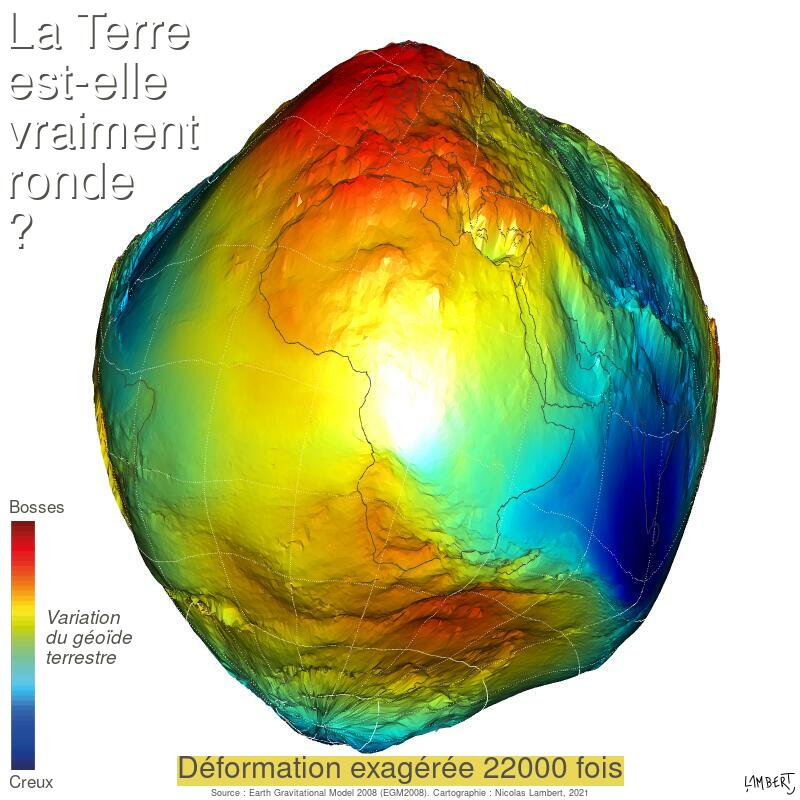 La Terre
est-elle
vraiment
ronde
?
Bosses
Variation
du géoïde
terrestre
Creux
Déformation exagérée 22000 fois
Source : Earth Gravitational Model 2008 (EGM2008). Cartographie : Nicolas Lambert, 2021
LAMBERT